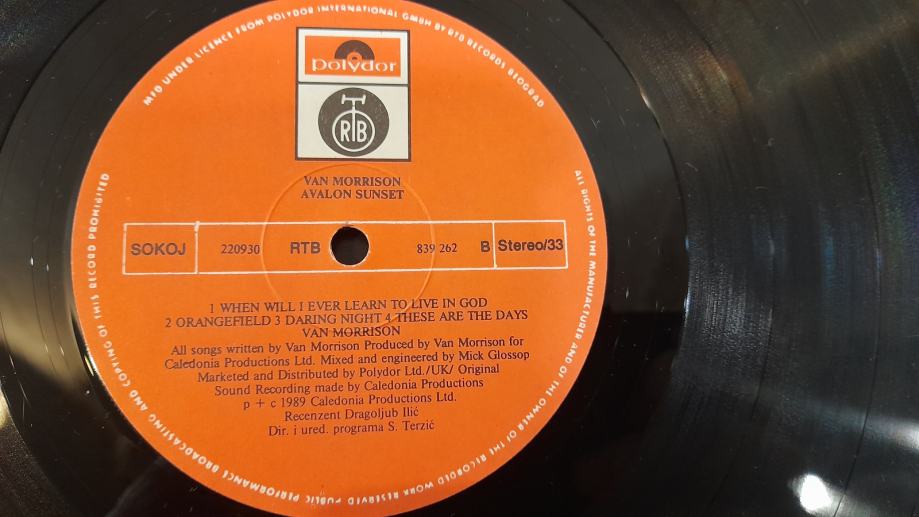 MFD UNDER LICENCE FROM POLYDOR INTERNATIONAL GMBH BY RTB RECORDS BEOGRAD
polydor
RTB
VAN MORRISON
AVALON SUNSET
SOKOJ 220930 RTB 839 262 B Stereo/33
1 WHEN WILL I EVER LEARN TO LIVE IN GOD
2 ORANGEFIELD 3 DARING NIGHT 4 THESE ARE THE DAYS
VAN MORRISON
All songs written by Van Morrison Produced by Van Morrison for
Caledonia Productions Ltd. Mixed and engineered by Mick Glossop
Marketed and Distributed by Polydor Ltd./UK/ Original
Sound Recording made by Caledonia Productions
p + c 1989 Caledonia Productions Ltd.
Recenzent Dragoljub Ilić
Dir. i ured. programa S. Terzić
ALL RIGHTS OF THE MANUFACTURER AND OF THE OWNER OF THE RECORDED WORK RESERVED PUBLIC PERFORMANCE BROADCASTING AND COPYING OF THIS RECORD PROHIBITED